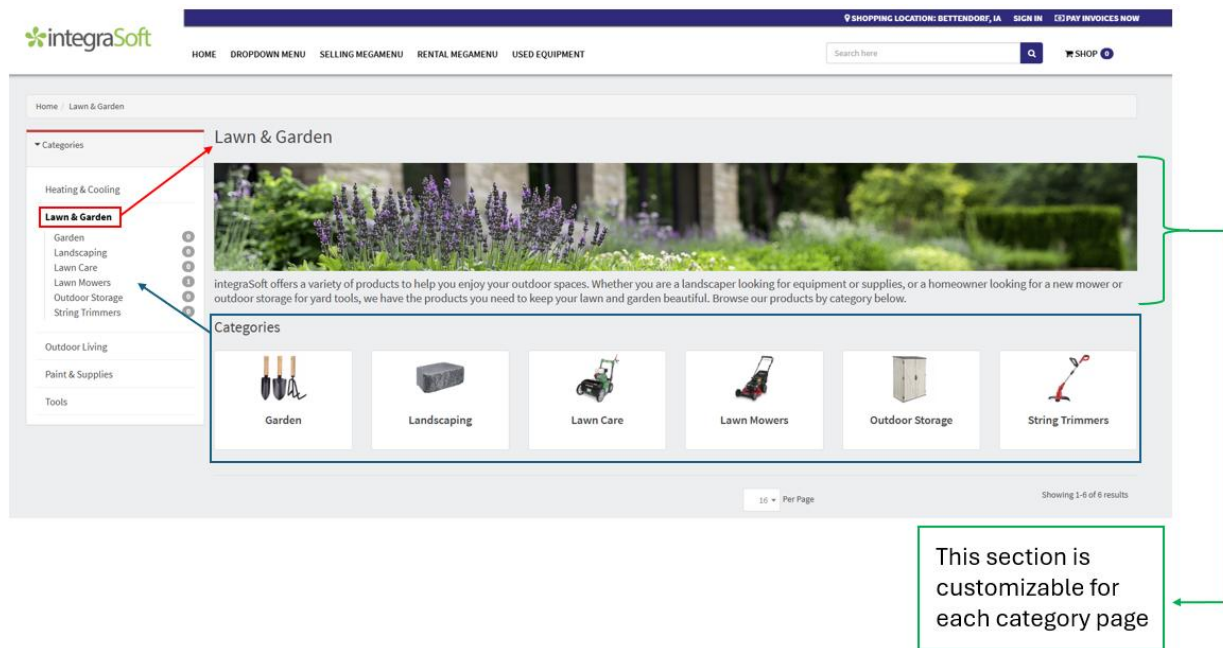 SHOPPING LOCATION: BETTENDORF, IA SIGN IN PAY INVOICES NOW
integraSoft
HOME DROPDOWN MENU SELLING MEGAMENU RENTAL MEGAMENU USED EQUIPMENT
Search here
SHOP 0
Home / Lawn & Garden
Categories
Heating & Cooling
Lawn & Garden
Garden 0
Landscaping 0
Lawn Care 0
Lawn Mowers 1
Outdoor Storage 0
String Trimmers 0
Outdoor Living
Paint & Supplies
Tools
Lawn & Garden
integraSoft offers a variety of products to help you enjoy your outdoor spaces. Whether you are a landscaper looking for equipment or supplies, or a homeowner looking for a new mower or
outdoor storage for yard tools, we have the products you need to keep your lawn and garden beautiful. Browse our products by category below.
Categories
Garden
Landscaping
Lawn Care
Lawn Mowers
Outdoor Storage
String Trimmers
16 Per Page
Showing 1-6 of 6 results
This section is
customizable for
each category page